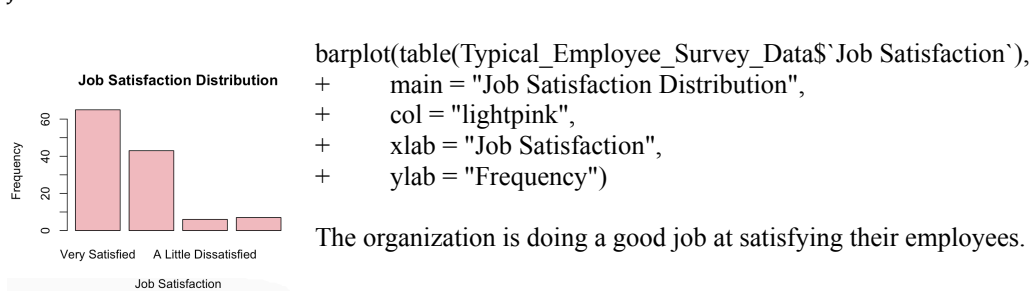 Job Satisfaction Distribution
Frequency
60
40
20
0
Very Satisfied A Little Dissatisfied
Job Satisfaction
barplot(table(Typical_Employee_Survey_Data$`Job Satisfaction`),
+ main = "Job Satisfaction Distribution",
+ col = "lightpink",
+ xlab = "Job Satisfaction",
+ ylab = "Frequency")
The organization is doing a good job at satisfying their employees.